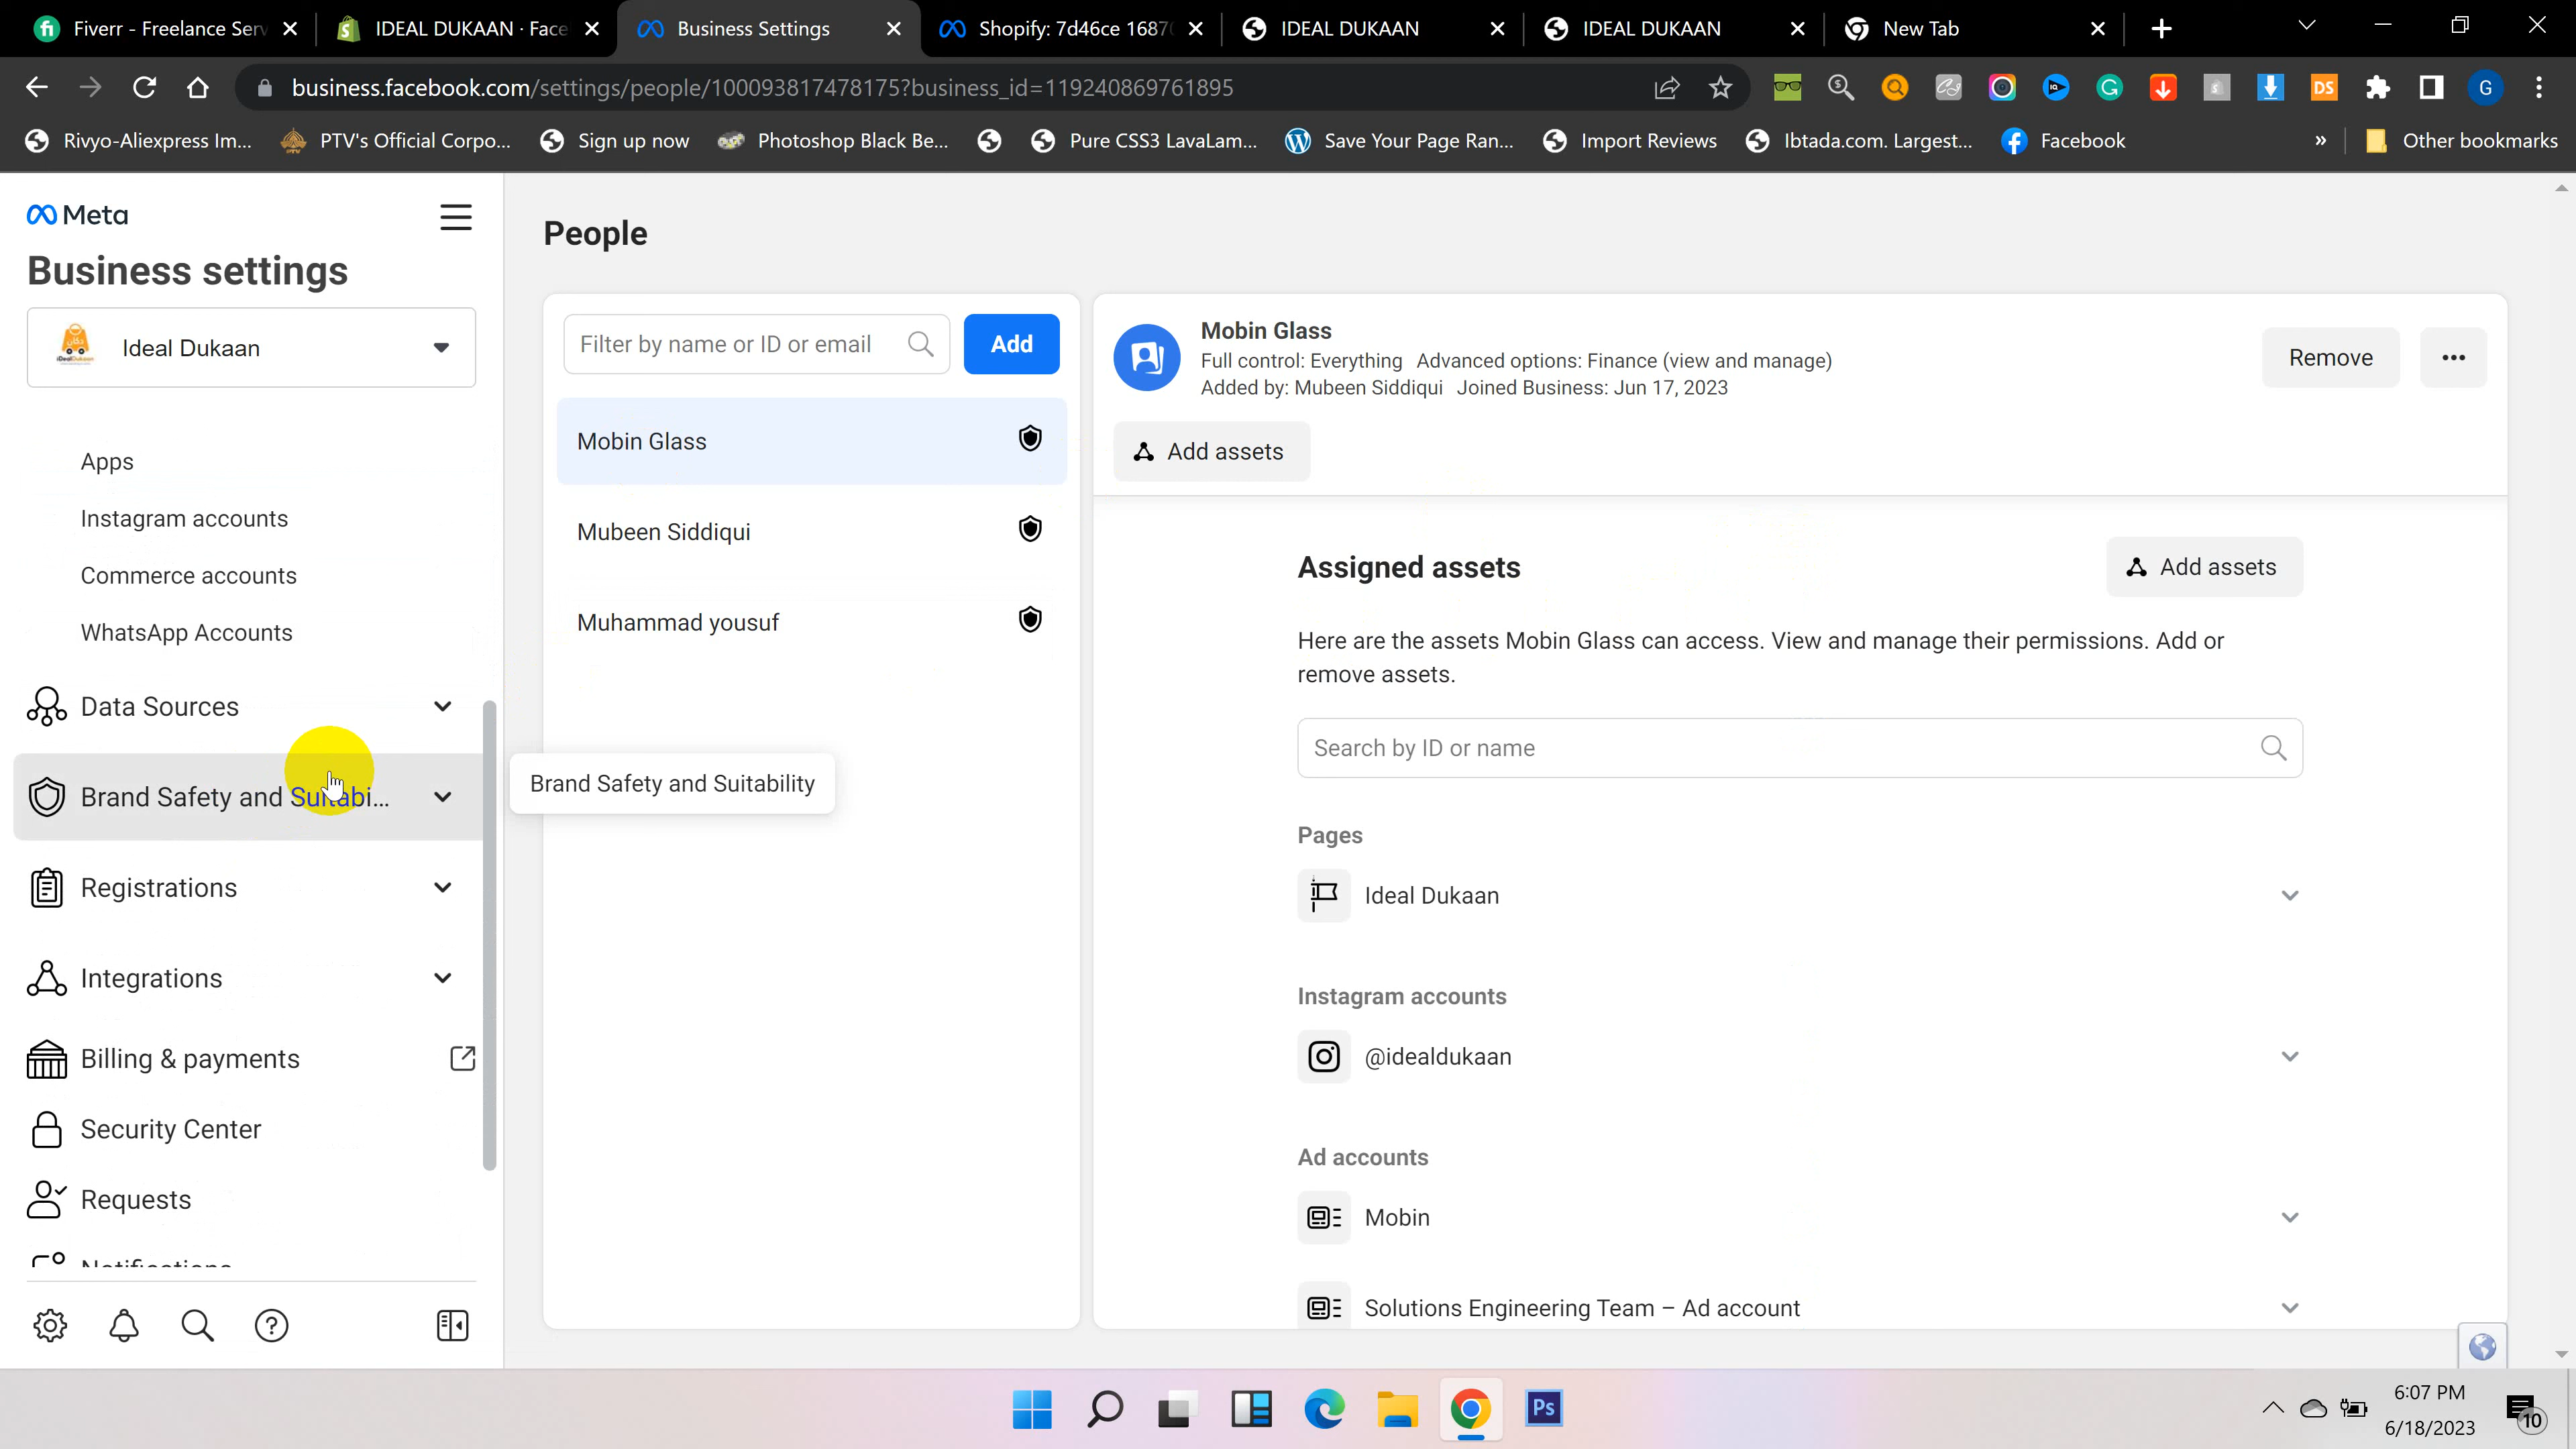 Fiverr - Freelance Serv
IDEAL DUKAAN · Face
Business Settings
Shopify: 7d46ce 1687
IDEAL DUKAAN
IDEAL DUKAAN
New Tab
business.facebook.com/settings/people/100093817478175?business_id=119240869761895
G
DS
G
Rivyo-Aliexpress Im...
PTV's Official Corpo...
Sign up now
Photoshop Black Be...
Pure CSS3 LavaLam...
Save Your Page Ran...
Import Reviews
Ibtada.com. Largest...
Facebook
»
Other bookmarks
Meta
Business settings
Ideal Dukaan
Apps
Instagram accounts
Commerce accounts
WhatsApp Accounts
Data Sources
Brand Safety and Suitabi...
Registrations
Integrations
Billing & payments
Security Center
Requests
Notifications
Brand Safety and Suitability
People
Filter by name or ID or email
Add
Mobin Glass
Mubeen Siddiqui
Muhammad yousuf
Mobin Glass
Full control: Everything Advanced options: Finance (view and manage)
Added by: Mubeen Siddiqui Joined Business: Jun 17, 2023
Remove
Add assets
Assigned assets
Add assets
Here are the assets Mobin Glass can access. View and manage their permissions. Add or
remove assets.
Search by ID or name
Pages
Ideal Dukaan
Instagram accounts
@idealdukaan
Ad accounts
Mobin
Solutions Engineering Team – Ad account
Ps
6:07 PM
6/18/2023
10